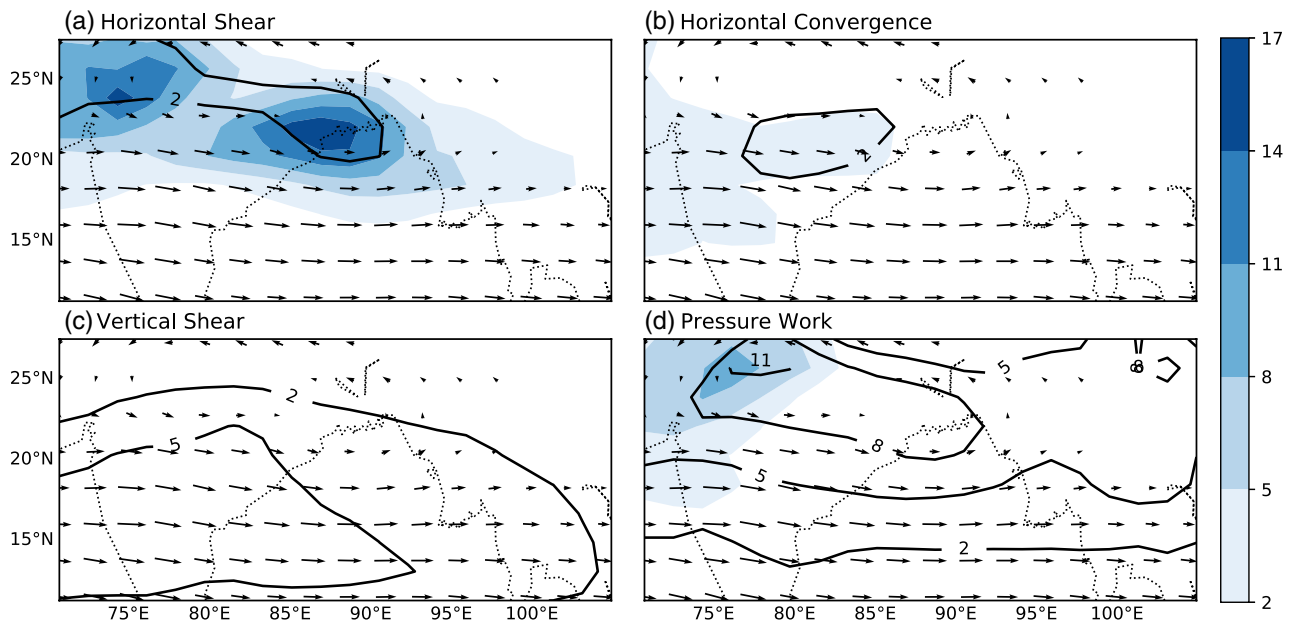 (a) Horizontal Shear
(b) Horizontal Convergence
25°N
20°N
15°N
2
2
17
14
11
8
5
2
(c) Vertical Shear
(d) Pressure Work
25°N
20°N
15°N
2
5
11
5
8
8
5
2
75°E 80°E 85°E 90°E 95°E 100°E
75°E 80°E 85°E 90°E 95°E 100°E